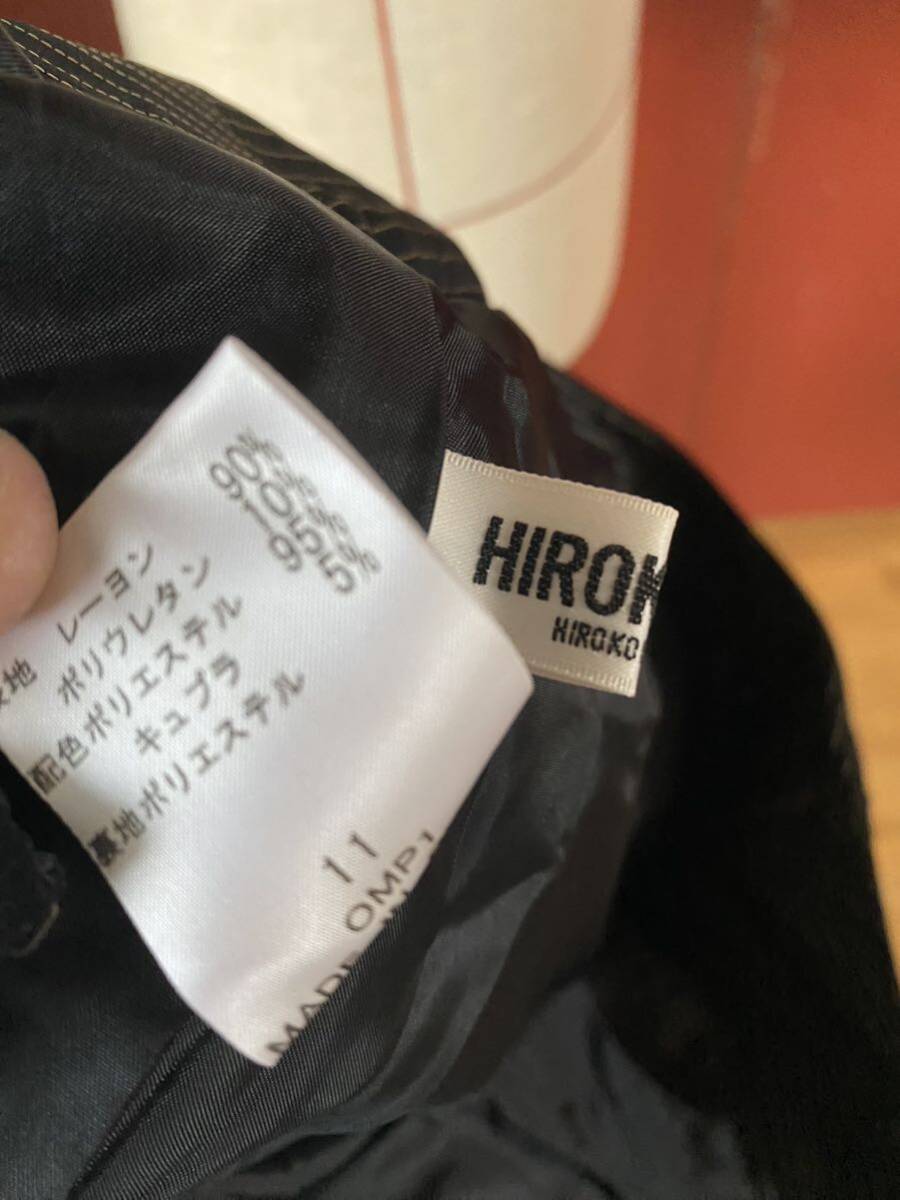 表地 レーヨン 90%
ポリウレタン 10%
配色ポリエステル 95%
キュプラ 5%
裏地ポリエステル
11
MADE
HIROK
HIROKO